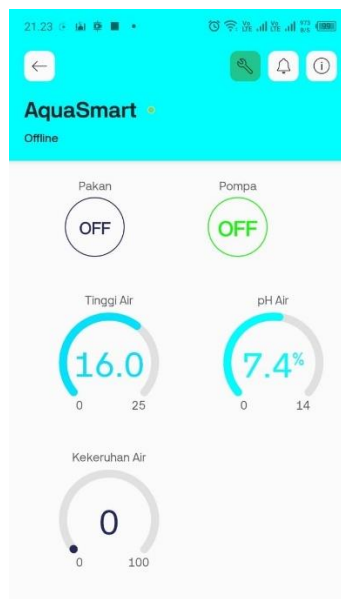 21.23
AquaSmart
Offline
Pakan
Pompa
OFF
OFF
Tinggi Air
pH Air
16.0
7.4%
0
25
0
14
Kekeruhan Air
0
0
100